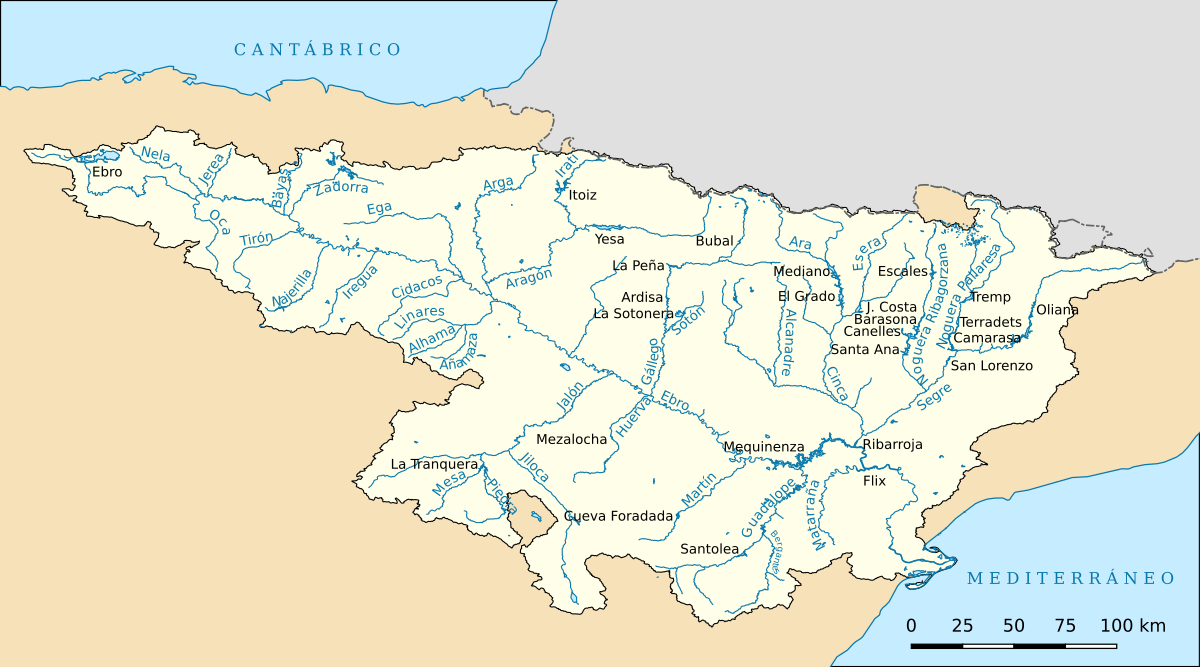 CANTÁBRICO
Nela
Jerea
Ebro
Bayas
Zadorra
Arga
Irati
Itoiz
Oca
Ega
Tirón
Yesa
Bubal
Ara
Esera
Escales
Noguera Ribagorzana
Noguera Pallaresa
Najerilla
Iregua
Cidacos
Aragón
La Peña
Mediano
El Grado
Tremp
Ardisa
La Sotonera
Sotón
Alcanadre
J. Costa
Barasona
Canelles
Terradets
Camarasa
Oliana
Linares
Alhama
Añamaza
Santa Ana
San Lorenzo
Gállego
Cinca
Segre
Jalón
Huerva
Ebro
Mezalocha
Mequinenza
Ribarroja
La Tranquera
Jiloca
Mesa
Piedra
Martín
Guadalope
Matarraña
Flix
Cueva Foradada
Santolea
Bergantes
MEDITERRÁNEO
0 25 50 75 100 km